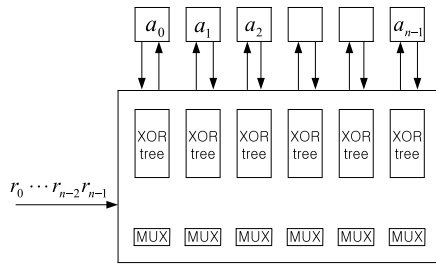 a₀ a₁ a₂ aₙ₋₁
XOR tree XOR tree XOR tree XOR tree XOR tree XOR tree
r₀ ⋯ rₙ₋₂ rₙ₋₁
MUX MUX MUX MUX MUX MUX